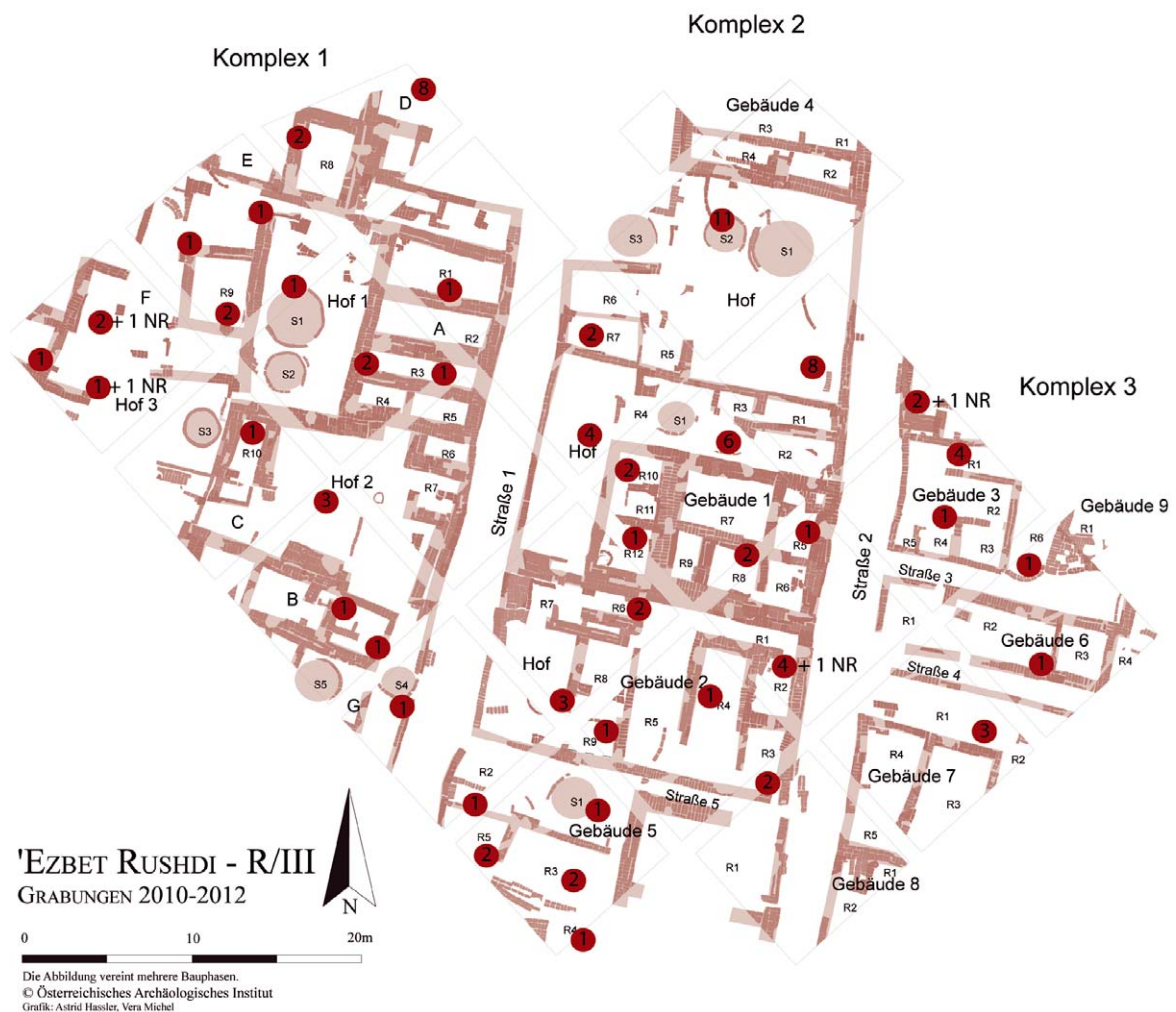 Komplex 1
Komplex 2
Komplex 3
D
8
2
R8
E
1
1
1
Hof 1
S1
R9
2
F
2 + 1 NR
1
1 + 1 NR
Hof 3
R1
1
A
R2
2
R3
1
R4
R5
S2
S3
1
R10
R6
R7
3
Hof 2
C
B
1
1
S5
S4
G
1
Straße 1
Gebäude 4
R3
R1
R4
R2
11
S3
S2
S1
Hof
R6
2
R7
R5
8
R4
S1
R3
R1
6
R2
4
Hof
2
R10
R11
1
R12
Gebäude 1
R7
R9
2
R8
1
R5
R6
Straße 2
R7
R6
2
Hof
R8
3
1
R9
Gebäude 2
R1
4 + 1 NR
R2
1
R4
R5
R3
2
Straße 5
R2
1
S1
1
Gebäude 5
R5
2
R3
2
R4
1
R1
2 + 1 NR
4
R1
Gebäude 3
R2
1
R5
R4
R3
Gebäude 9
R1
R6
1
Straße 3
R1
R2
Gebäude 6
1
R3
R4
Straße 4
R1
3
R2
R4
Gebäude 7
R3
R5
R1
Gebäude 8
R2
'Ezbet Rushdi - R/III
Grabungen 2010-2012
N
0 10 20m
Die Abbildung vereint mehrere Bauphasen.
© Österreichisches Archäologisches Institut
Grafik: Astrid Hassler, Vera Michel